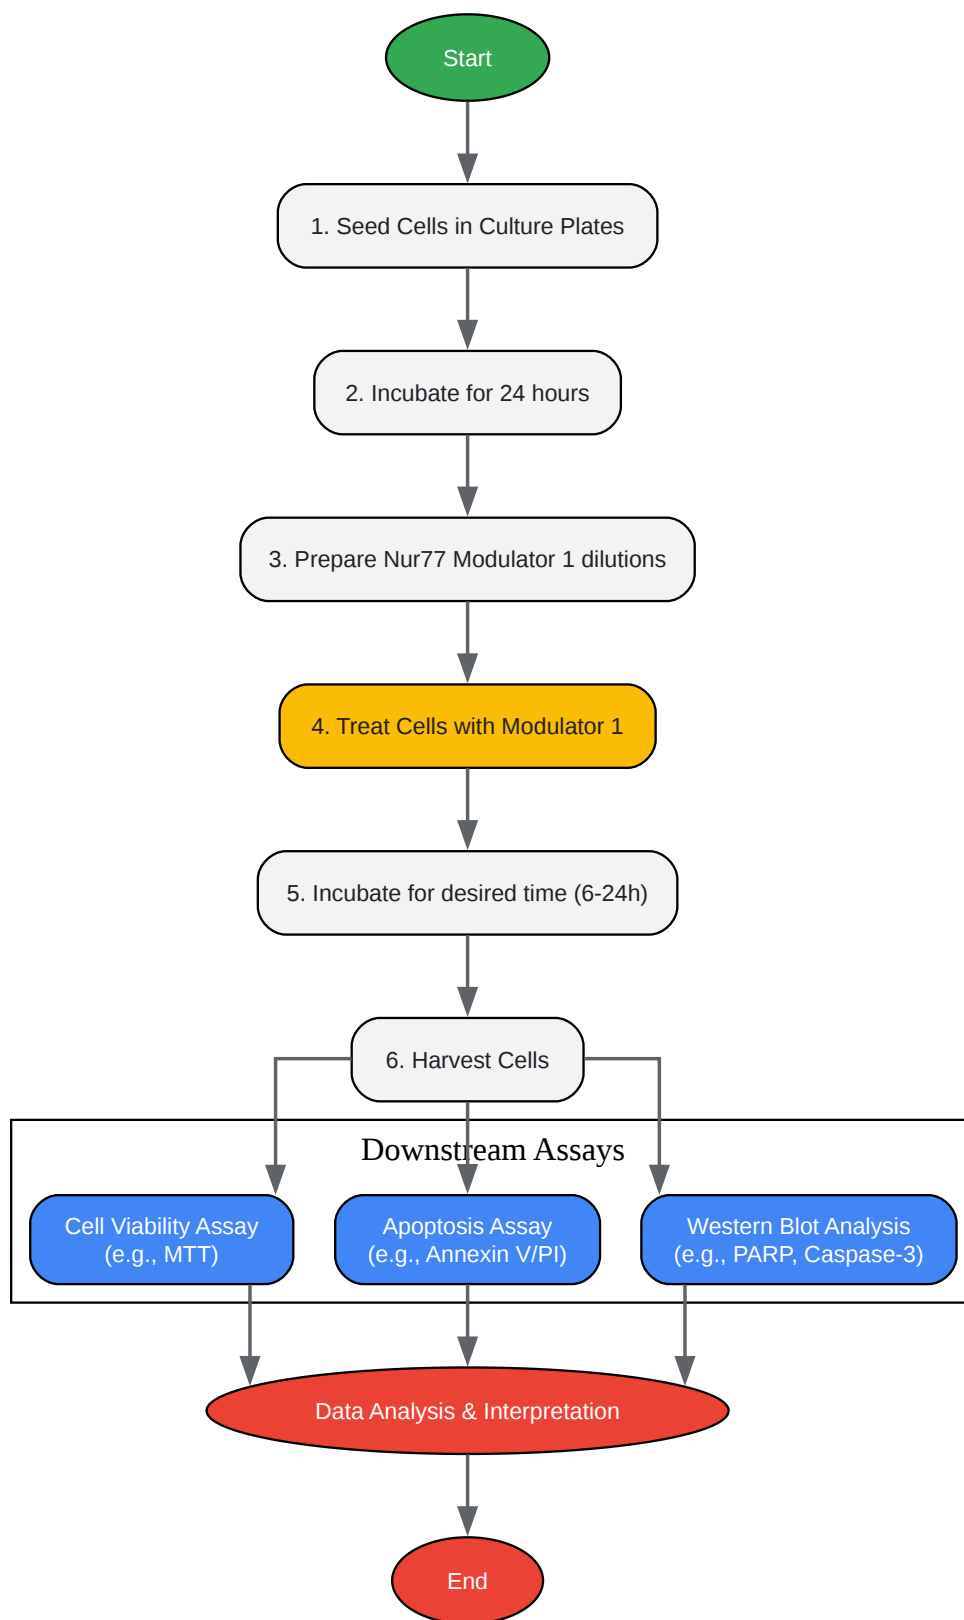 Start
1. Seed Cells in Culture Plates
2. Incubate for 24 hours
3. Prepare Nur77 Modulator 1 dilutions
4. Treat Cells with Modulator 1
5. Incubate for desired time (6-24h)
6. Harvest Cells
Downstream Assays
Cell Viability Assay
(e.g., MTT)
Apoptosis Assay
(e.g., Annexin V/PI)
Western Blot Analysis
(e.g., PARP, Caspase-3)
Data Analysis & Interpretation
End